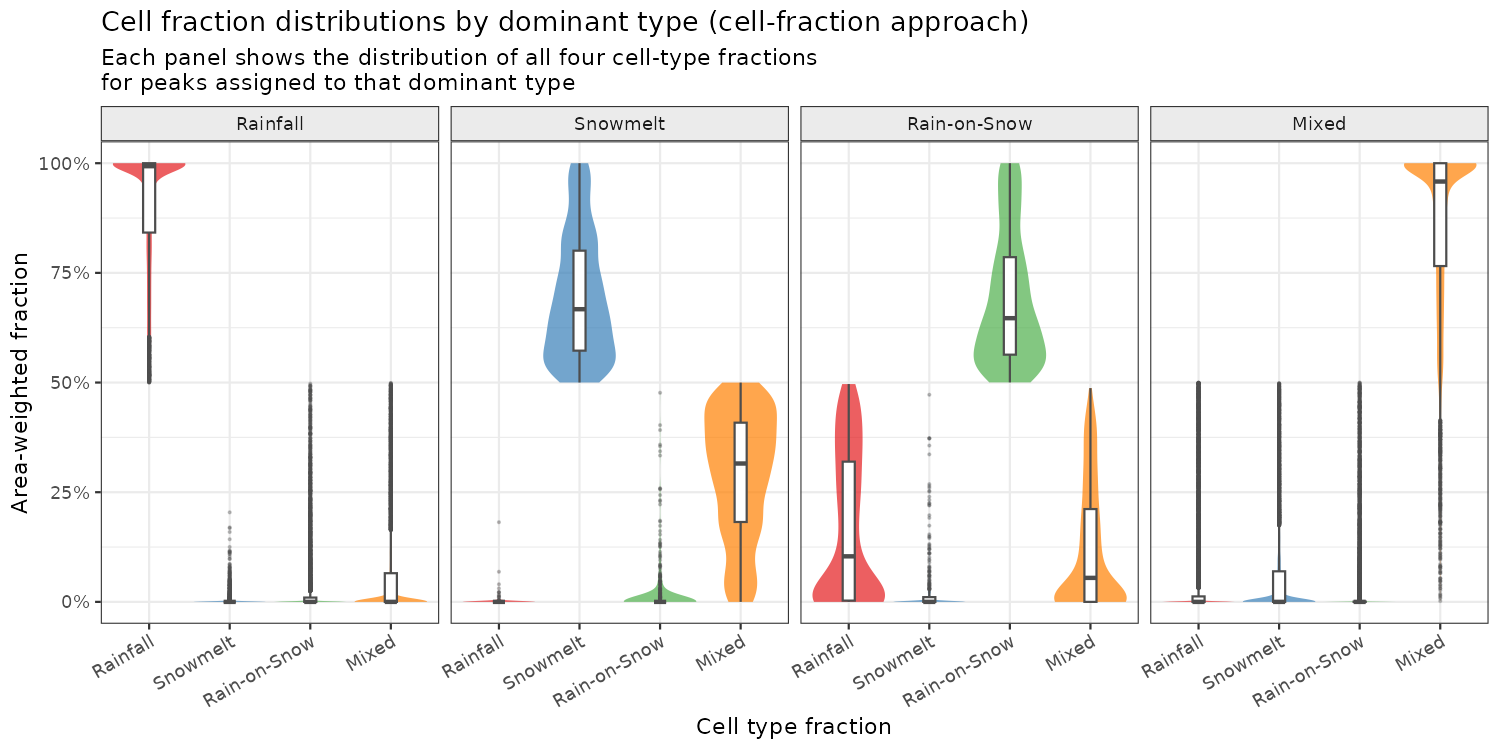 Cell fraction distributions by dominant type (cell-fraction approach)
Each panel shows the distribution of all four cell-type fractions
for peaks assigned to that dominant type
Rainfall
Snowmelt
Rain-on-Snow
Mixed
Area-weighted fraction
100%
75%
50%
25%
0%
Rainfall
Snowmelt
Rain-on-Snow
Mixed
Rainfall
Snowmelt
Rain-on-Snow
Mixed
Rainfall
Snowmelt
Rain-on-Snow
Mixed
Rainfall
Snowmelt
Rain-on-Snow
Mixed
Cell type fraction